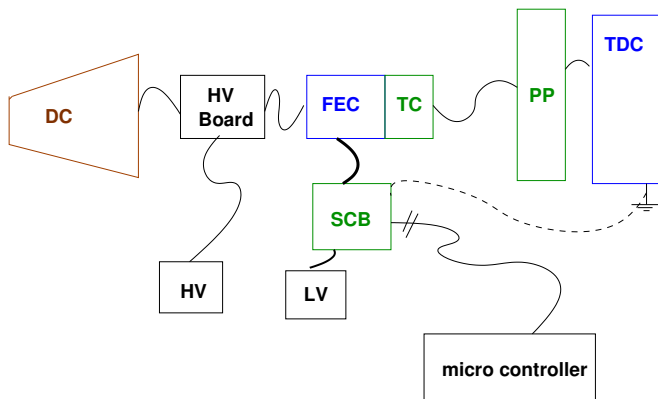 DC
HV
Board
FEC
TC
PP
TDC
SCB
HV
LV
micro controller